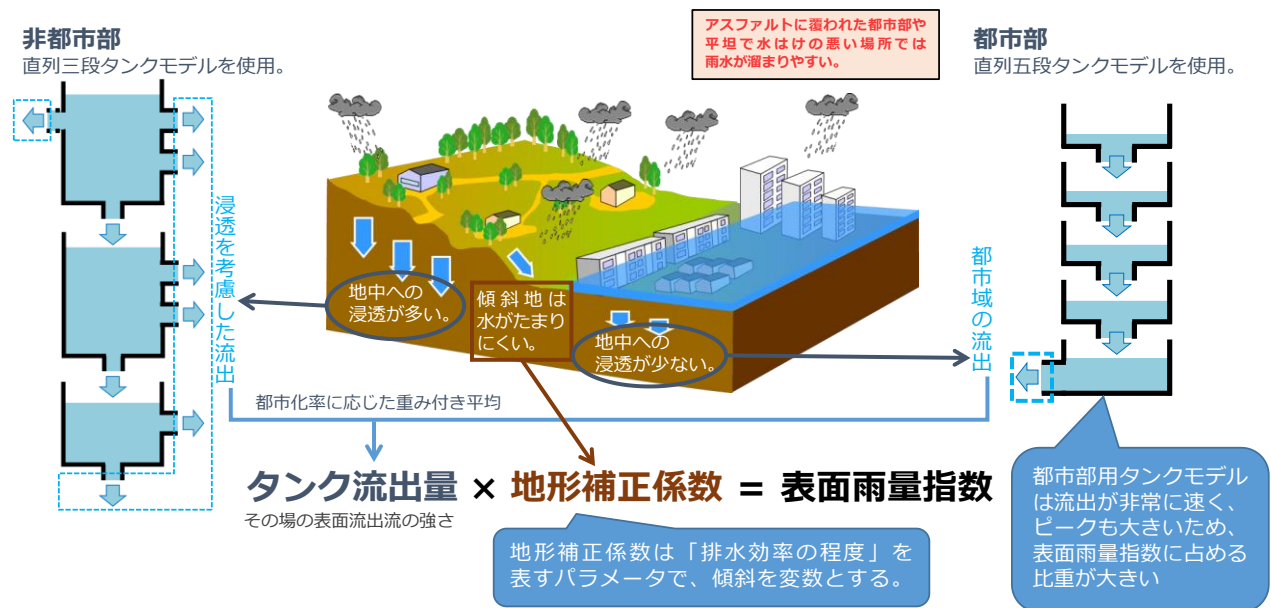 非都市部
直列三段タンクモデルを使用。
アスファルトに覆われた都市部や
平坦で水はけの悪い場所では
雨水が溜まりやすい。
都市部
直列五段タンクモデルを使用。
浸透を考慮した流出
地中への
浸透が多い。
傾斜地は
水がたまり
にくい。
地中への
浸透が少ない。
都市域の流出
都市化率に応じた重み付き平均
タンク流出量 × 地形補正係数 = 表面雨量指数
その場の表面流出流の強さ
地形補正係数は「排水効率の程度」を
表すパラメータで、傾斜を変数とする。
都市部用タンクモデル
は流出が非常に速く、
ピークも大きいため、
表面雨量指数に占める
比重が大きい